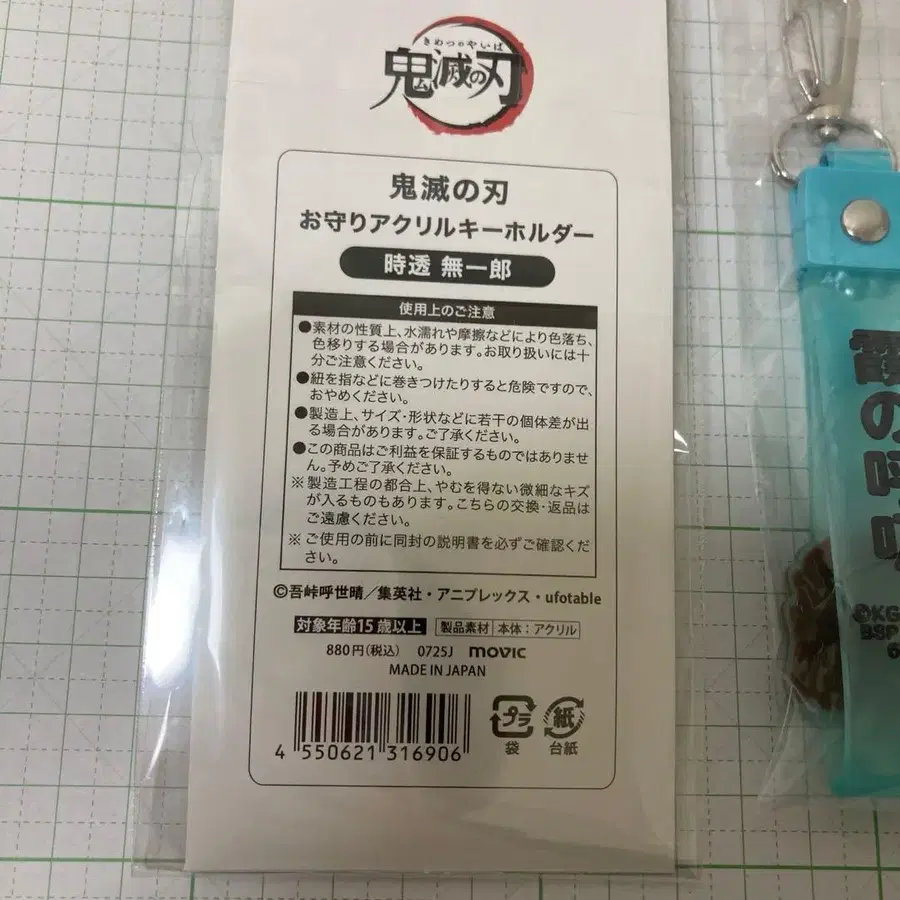 きめつのやいば
鬼滅の刃
鬼滅の刃
お守りアクリルキーホルダー
時透 無一郎
使用上のご注意
●素材の性質上、水濡れや摩擦などにより色落ち、
色移りする場合があります。お取り扱いには十
分ご注意ください。
●紐を指などに巻きつけたりすると危険ですので、
おやめください。
●製造上、サイズ・形状などに若干の個体差が出
る場合があります。ご了承ください。
●この商品はご利益を保証するものではありませ
ん。予めご了承ください。
※製造工程の都合上、やむを得ない微細なキズ
が入るものもあります。こちらの交換・返品は
ご遠慮ください。
※ご使用の前に同封の説明書を必ずご確認くだ
さい。
©吾峠呼世晴／集英社・アニプレックス・ufotable
対象年齢15歳以上 製品素材 本体：アクリル
880円(税込) 0725J movic
MADE IN JAPAN
4 550621 316906
プラ 紙
袋 台紙
霞の呼吸
©KG
BSP
6